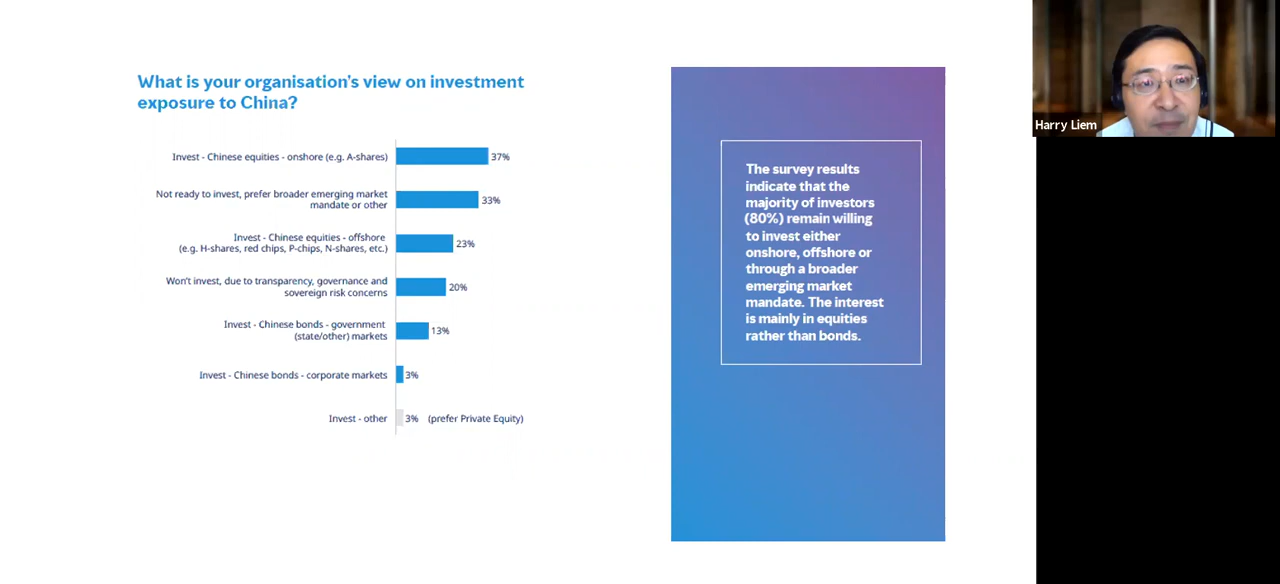 What is your organisation's view on investment
exposure to China?
Invest - Chinese equities - onshore (e.g. A-shares)
37%
Not ready to invest, prefer broader emerging market
mandate or other
33%
Invest - Chinese equities - offshore
(e.g. H-shares, red chips, P-chips, N-shares, etc.)
23%
Won't invest, due to transparency, governance and
sovereign risk concerns
20%
Invest - Chinese bonds - government
(state/other) markets
13%
Invest - Chinese bonds - corporate markets
3%
Invest - other
3% (prefer Private Equity)
The survey results
indicate that the
majority of investors
(80%) remain willing
to invest either
onshore, offshore or
through a broader
emerging market
mandate. The interest
is mainly in equities
rather than bonds.
Harry Liem